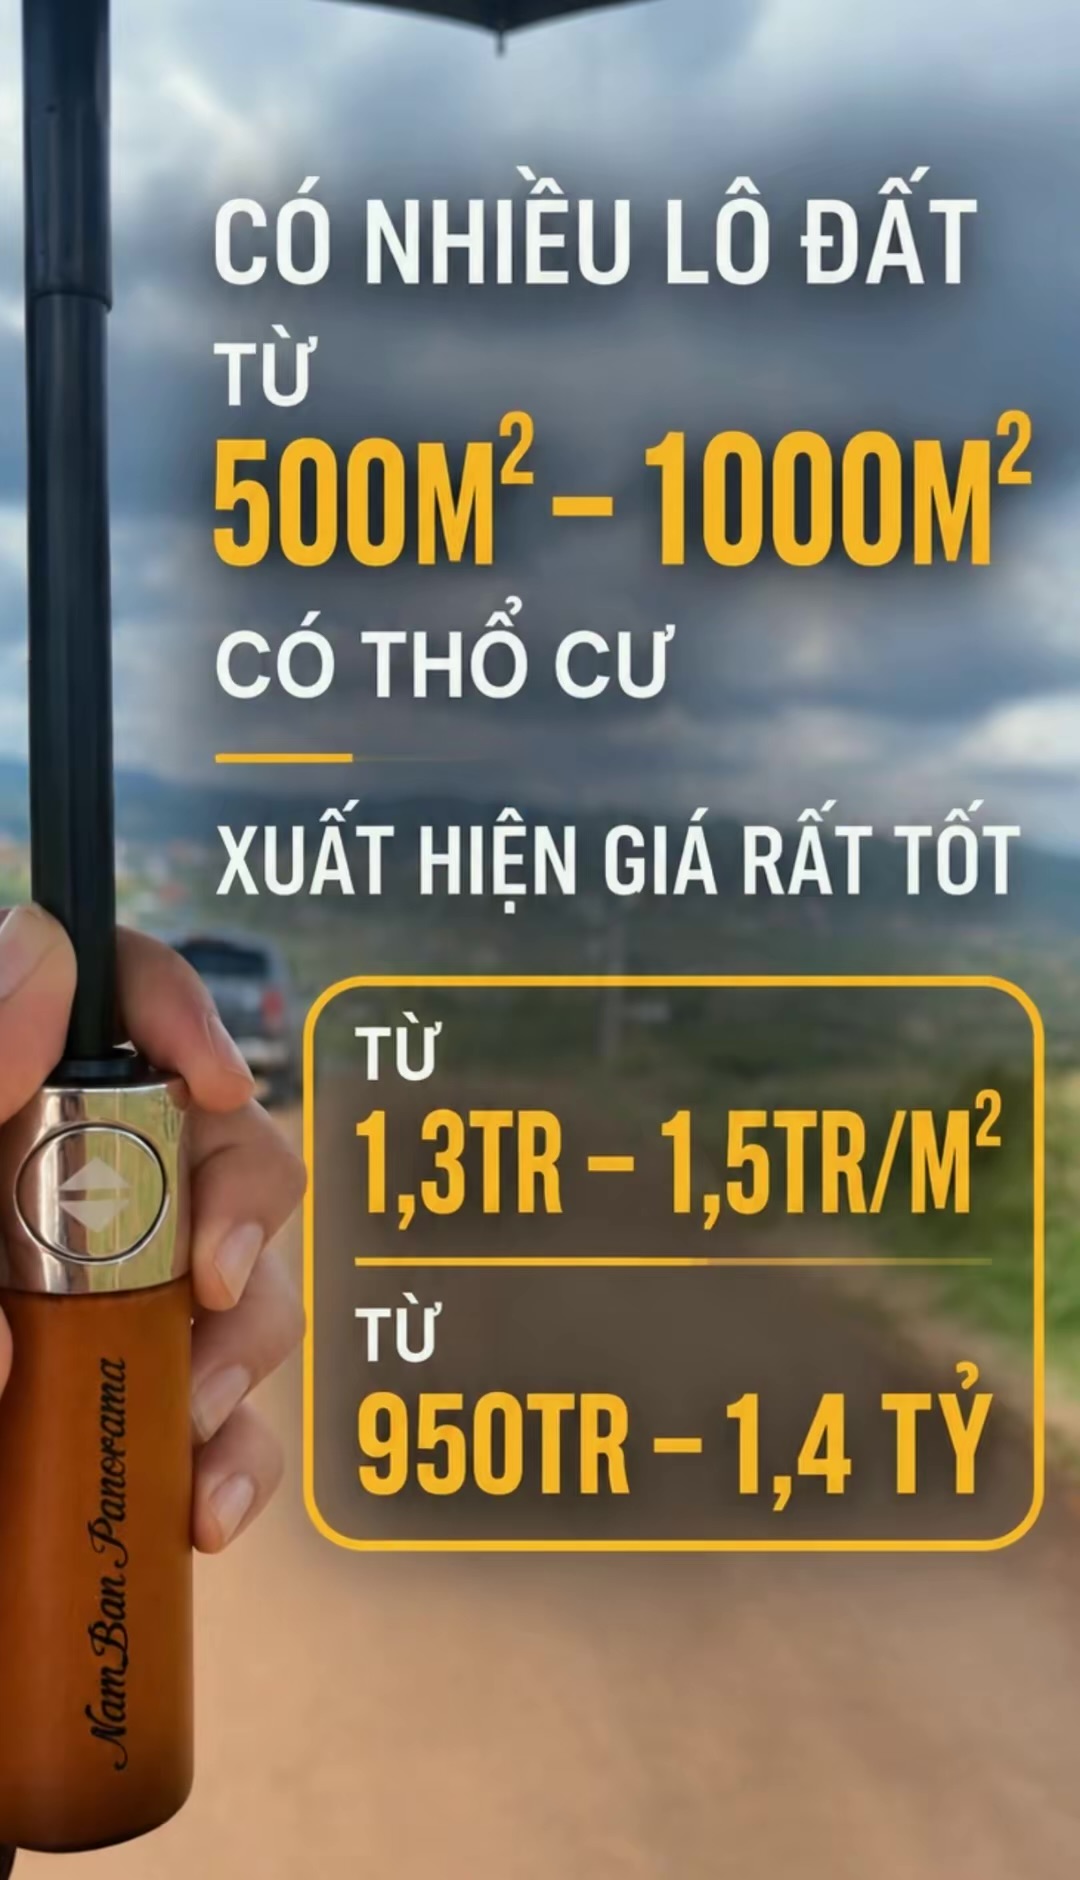 CÓ NHIỀU LÔ ĐẤT
TỪ
500M² – 1000M²
CÓ THỔ CƯ
XUẤT HIỆN GIÁ RẤT TỐT
TỪ
1,3TR – 1,5TR/M²
TỪ
950TR – 1,4 TỶ
NamBan Panorama